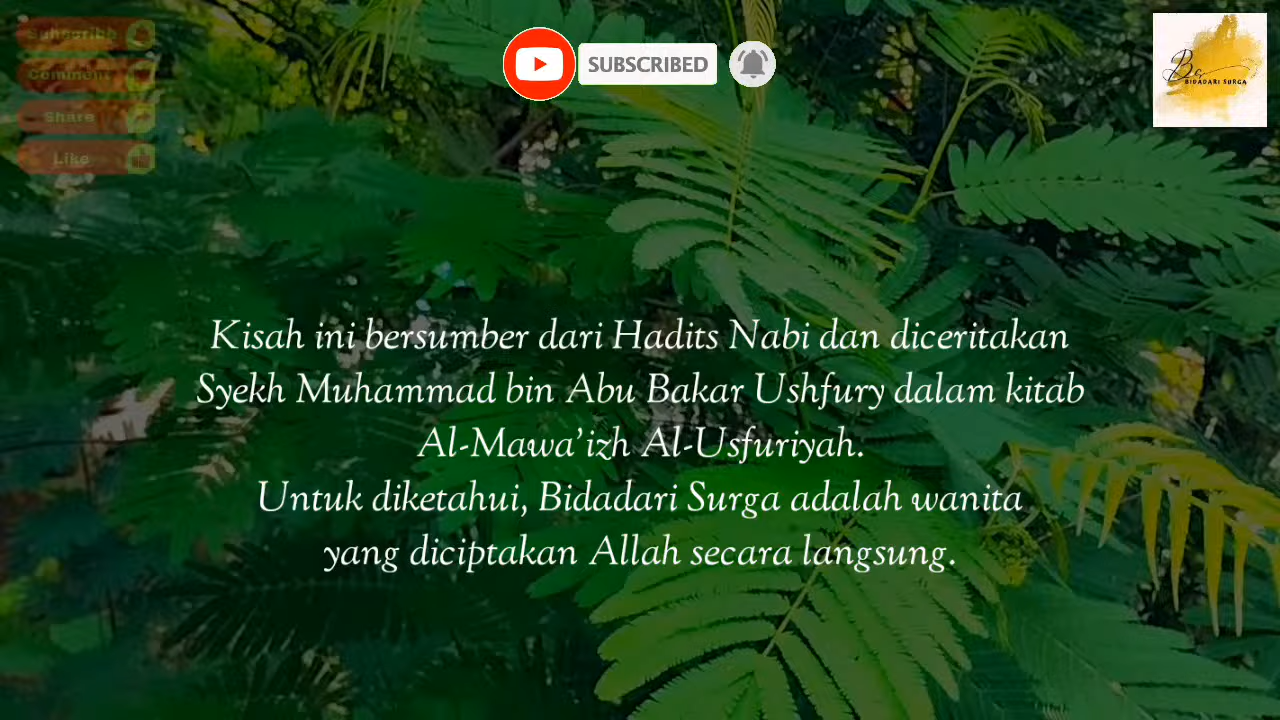 Subscribe
Comment
Share
Like
SUBSCRIBED
Bs
BIDADARI SURGA
Kisah ini bersumber dari Hadits Nabi dan diceritakan
Syekh Muhammad bin Abu Bakar Ushfury dalam kitab
Al-Mawa'izh Al-Usfuriyah.
Untuk diketahui, Bidadari Surga adalah wanita
yang diciptakan Allah secara langsung.